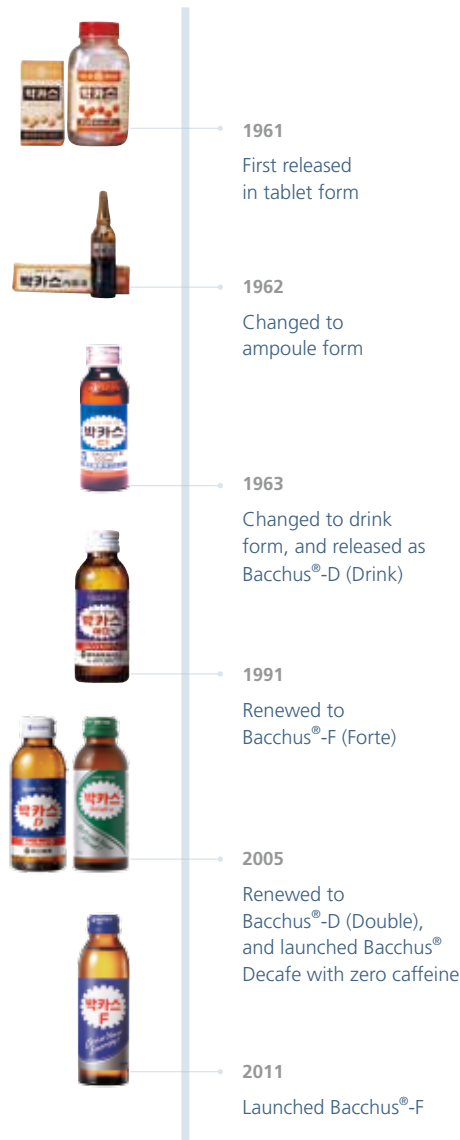 박카스
박카스
1961
First released
in tablet form
박카스
1962
Changed to
ampoule form
박카스
D
1963
Changed to drink
form, and released as
Bacchus®-D (Drink)
박카스
1991
Renewed to
Bacchus®-F (Forte)
박카스
D
박카스
2005
Renewed to
Bacchus®-D (Double),
and launched Bacchus®
Decafe with zero caffeine
박카스
F
2011
Launched Bacchus®-F